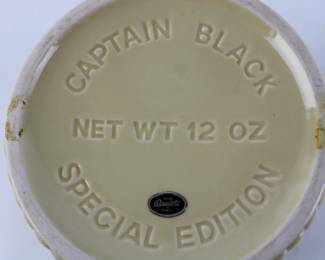 CAPTAIN BLACK
NET WT 12 OZ
SPECIAL EDITION